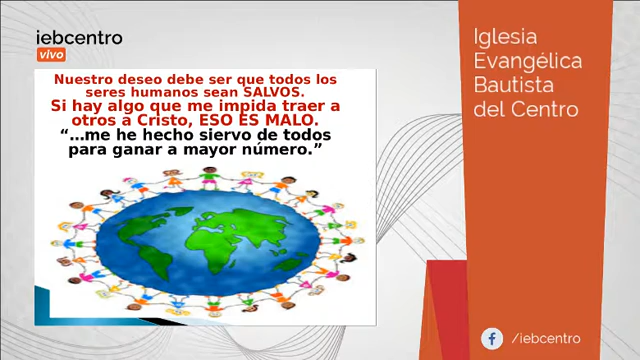 iebcentro
vivo
Nuestro deseo debe ser que todos los
seres humanos sean SALVOS.
Si hay algo que me impida traer a
otros a Cristo, ESO ES MALO.
“...me he hecho siervo de todos
para ganar a mayor número.”
Iglesia
Evangélica
Bautista
del Centro
/iebcentro